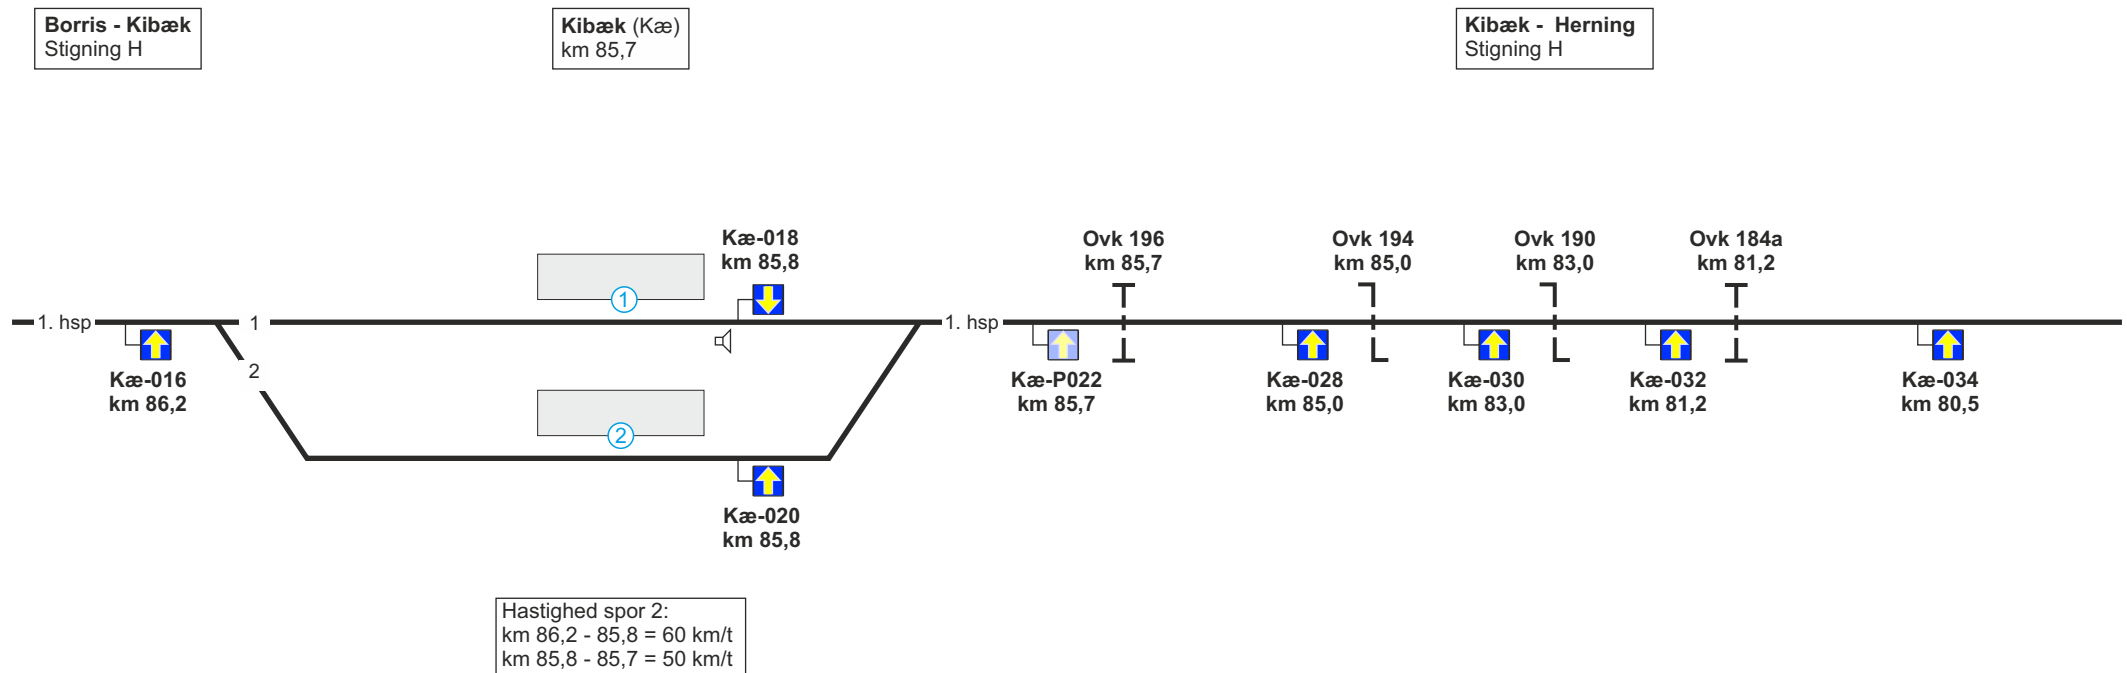 Borris - Kibæk
Stigning H
Kibæk (Kæ)
km 85,7
Kibæk - Herning
Stigning H
Kæ-018
km 85,8
Ovk 196
km 85,7
Ovk 194
km 85,0
Ovk 190
km 83,0
Ovk 184a
km 81,2
1
1. hsp
1
1. hsp
2
Kæ-016
km 86,2
Kæ-P022
km 85,7
Kæ-028
km 85,0
Kæ-030
km 83,0
Kæ-032
km 81,2
Kæ-034
km 80,5
2
Kæ-020
km 85,8
Hastighed spor 2:
km 86,2 - 85,8 = 60 km/t
km 85,8 - 85,7 = 50 km/t